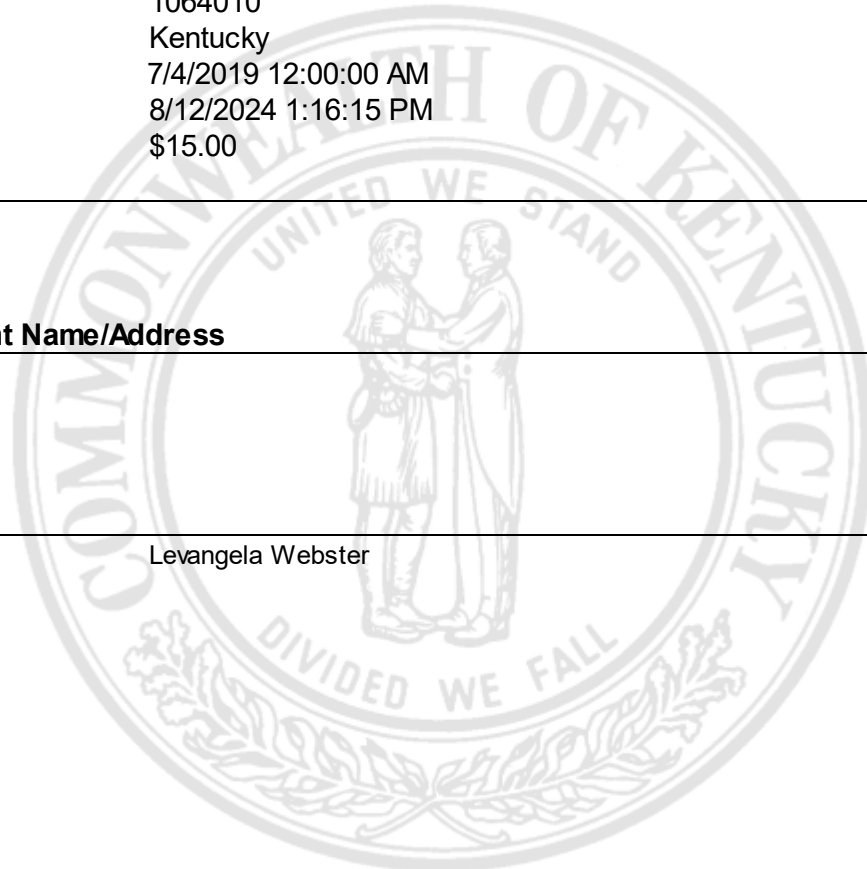 1064010
Kentucky
7/4/2019 12:00:00 AM
8/12/2024 1:16:15 PM
$15.00
COMMONWEALTH OF KENTUCKY
UNITED WE STAND
t Name/Address
Levangela Webster
DIVIDED WE FALL